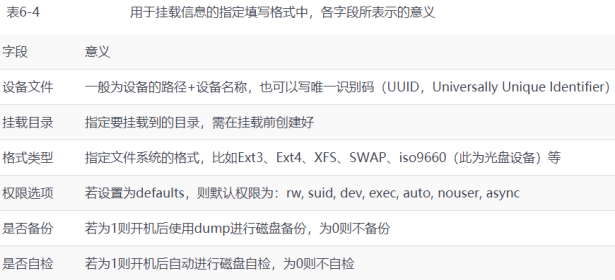 表6-4 用于挂载信息的指定填写格式中，各字段所表示的意义
字段 意义
设备文件 一般为设备的路径+设备名称，也可以写唯一识别码（UUID，Universally Unique Identifier）
挂载目录 指定要挂载到的目录，需在挂载前创建好
格式类型 指定文件系统的格式，比如Ext3、Ext4、XFS、SWAP、iso9660（此为光盘设备）等
权限选项 若设置为defaults，则默认权限为：rw, suid, dev, exec, auto, nouser, async
是否备份 若为1则开机后使用dump进行磁盘备份，为0则不备份
是否自检 若为1则开机后自动进行磁盘自检，为0则不自检